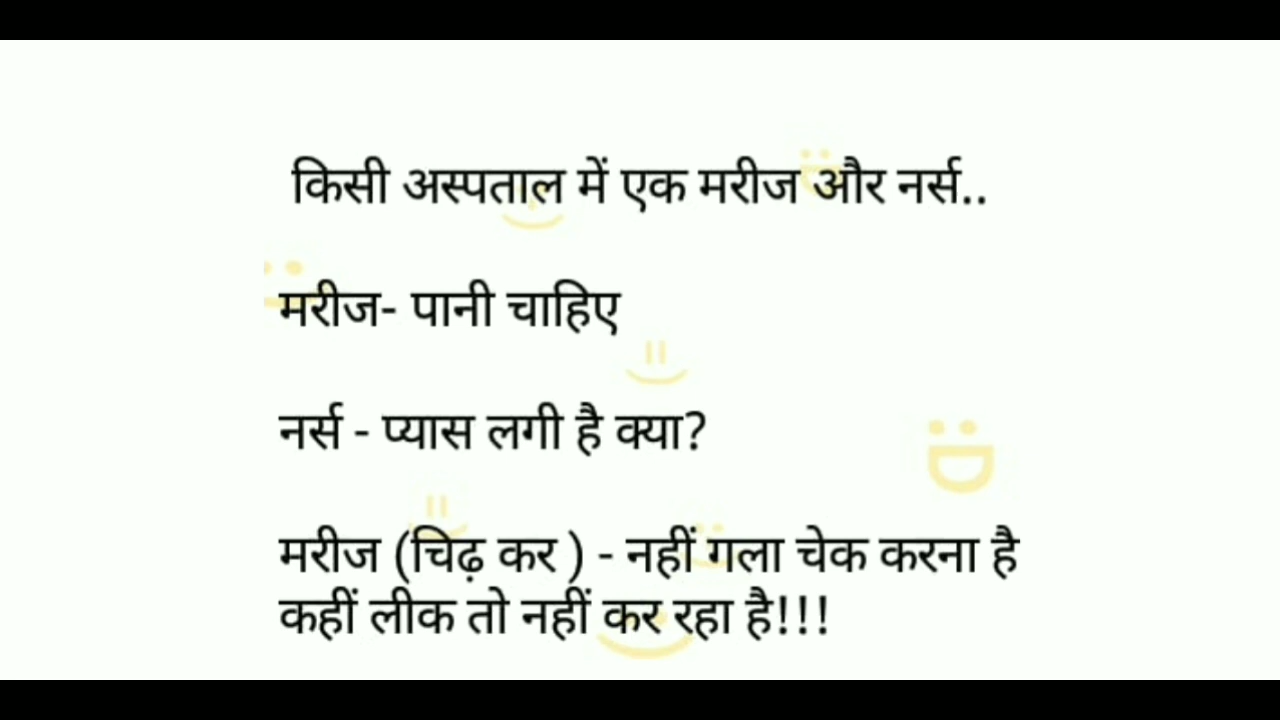 किसी अस्पताल में एक मरीज और नर्स..
मरीज- पानी चाहिए
नर्स - प्यास लगी है क्या?
मरीज (चिढ़ कर ) - नहीं गला चेक करना है
कहीं लीक तो नहीं कर रहा है!!!